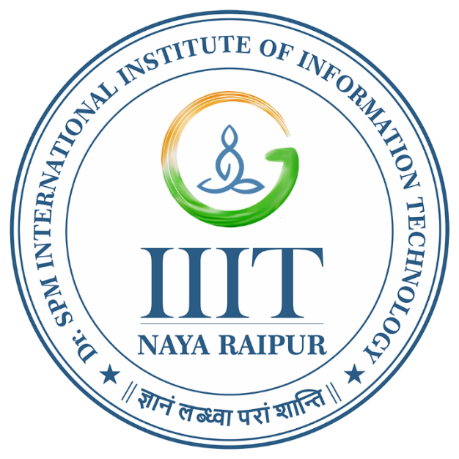 Dr. SPM INTERNATIONAL INSTITUTE OF INFORMATION TECHNOLOGY
IIIT
NAYA RAIPUR
|| ज्ञानं लब्ध्वा परां शान्ति ||